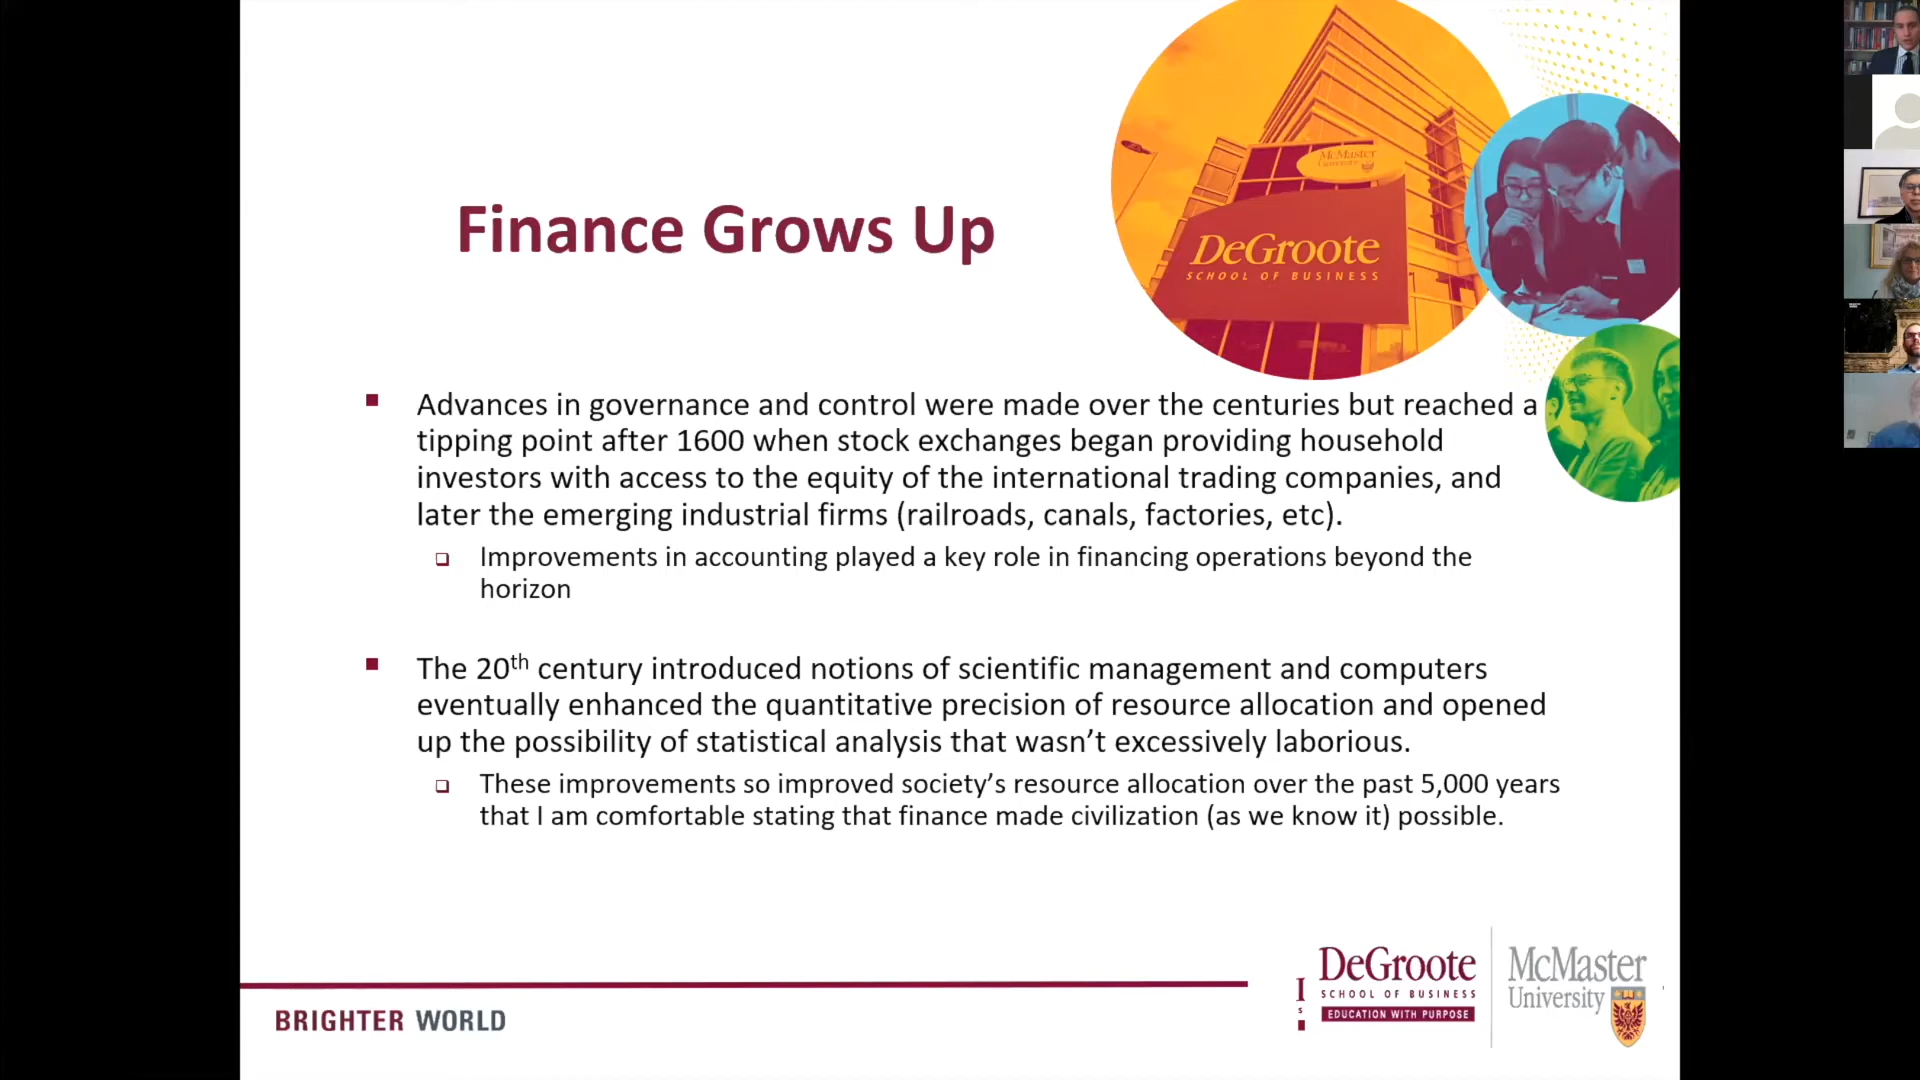 Finance Grows Up
McMaster
University
DeGroote
SCHOOL OF BUSINESS
Advances in governance and control were made over the centuries but reached a
tipping point after 1600 when stock exchanges began providing household
investors with access to the equity of the international trading companies, and
later the emerging industrial firms (railroads, canals, factories, etc).
Improvements in accounting played a key role in financing operations beyond the
horizon
The 20th century introduced notions of scientific management and computers
eventually enhanced the quantitative precision of resource allocation and opened
up the possibility of statistical analysis that wasn't excessively laborious.
These improvements so improved society's resource allocation over the past 5,000 years
that I am comfortable stating that finance made civilization (as we know it) possible.
BRIGHTER WORLD
DeGroote
SCHOOL OF BUSINESS
EDUCATION WITH PURPOSE
McMaster
University